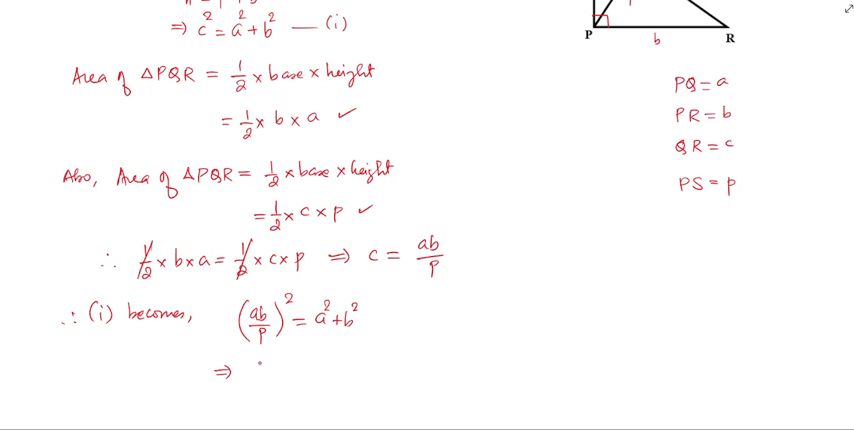 ⇒ c² = a² + b² — (i)
Area of ΔPQR = 1/2 × base × height
= 1/2 × b × a ✓
Also, Area of ΔPQR = 1/2 × base × height
= 1/2 × c × p ✓
∴ 1/2 × b × a = 1/2 × c × p ⇒ c = ab/p
∴ (i) becomes, (ab/p)² = a² + b²
⇒
P
b
R
PQ = a
PR = b
QR = c
PS = p